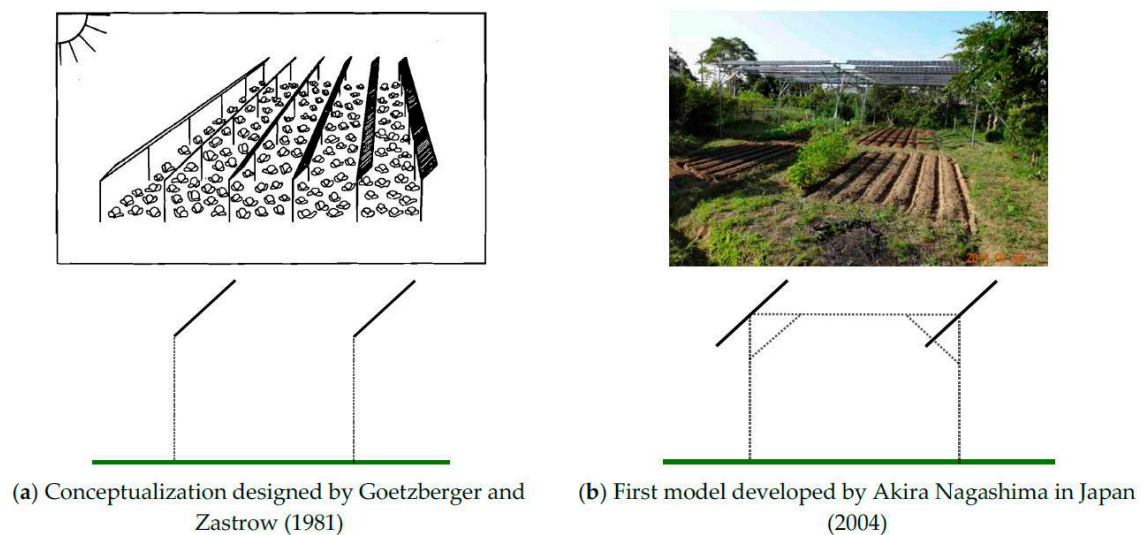 (a) Conceptualization designed by Goetzberger and
Zastrow (1981)
(b) First model developed by Akira Nagashima in Japan
(2004)